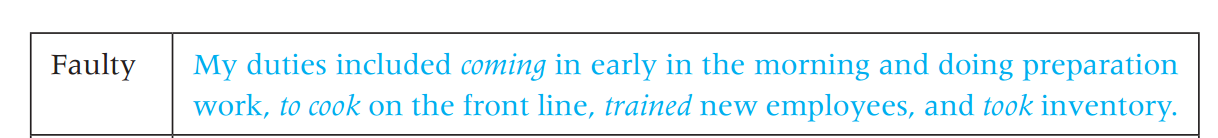 Faulty
My duties included coming in early in the morning and doing preparation
work, to cook on the front line, trained new employees, and took inventory.